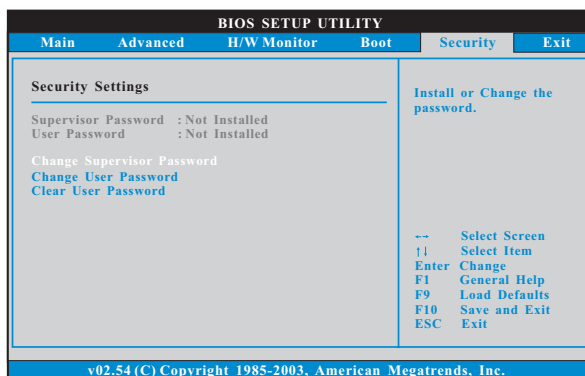 BIOS SETUP UTILITY
Main Advanced H/W Monitor Boot Security Exit
Security Settings
Supervisor Password : Not Installed
User Password : Not Installed
Change Supervisor Password
Change User Password
Clear User Password
Install or Change the
password.
←→ Select Screen
↑↓ Select Item
Enter Change
F1 General Help
F9 Load Defaults
F10 Save and Exit
ESC Exit
v02.54 (C) Copyright 1985-2003, American Megatrends, Inc.